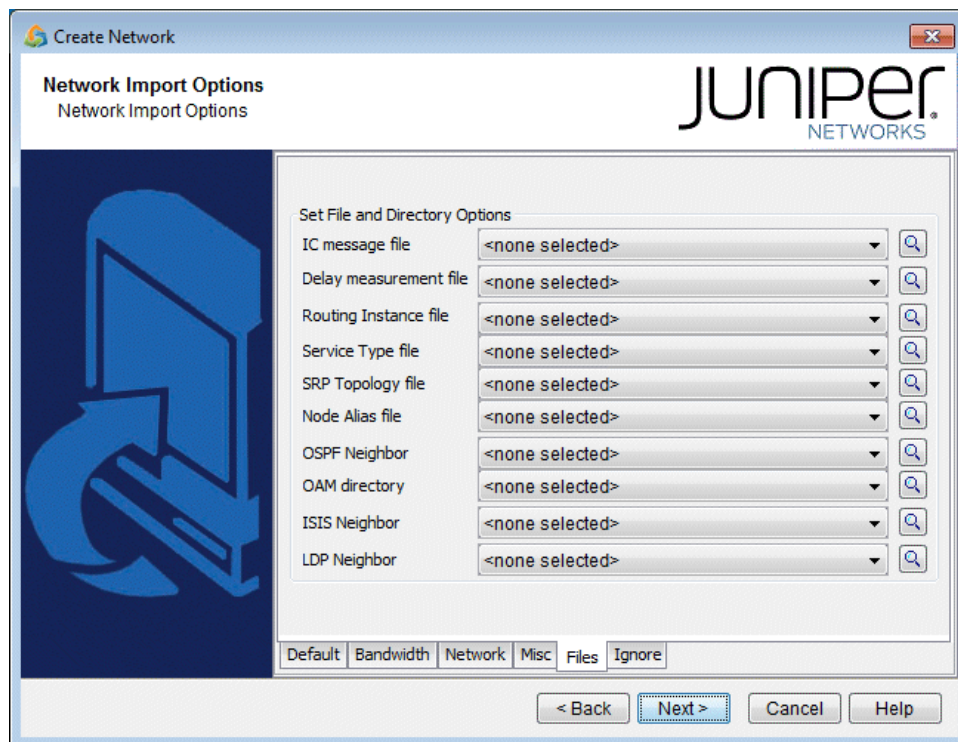 Create Network
Network Import Options
Network Import Options
JUNIPER
NETWORKS
Set File and Directory Options
IC message file <none selected>
Delay measurement file <none selected>
Routing Instance file <none selected>
Service Type file <none selected>
SRP Topology file <none selected>
Node Alias file <none selected>
OSPF Neighbor <none selected>
OAM directory <none selected>
ISIS Neighbor <none selected>
LDP Neighbor <none selected>
Default Bandwidth Network Misc Files Ignore
< Back Next > Cancel Help